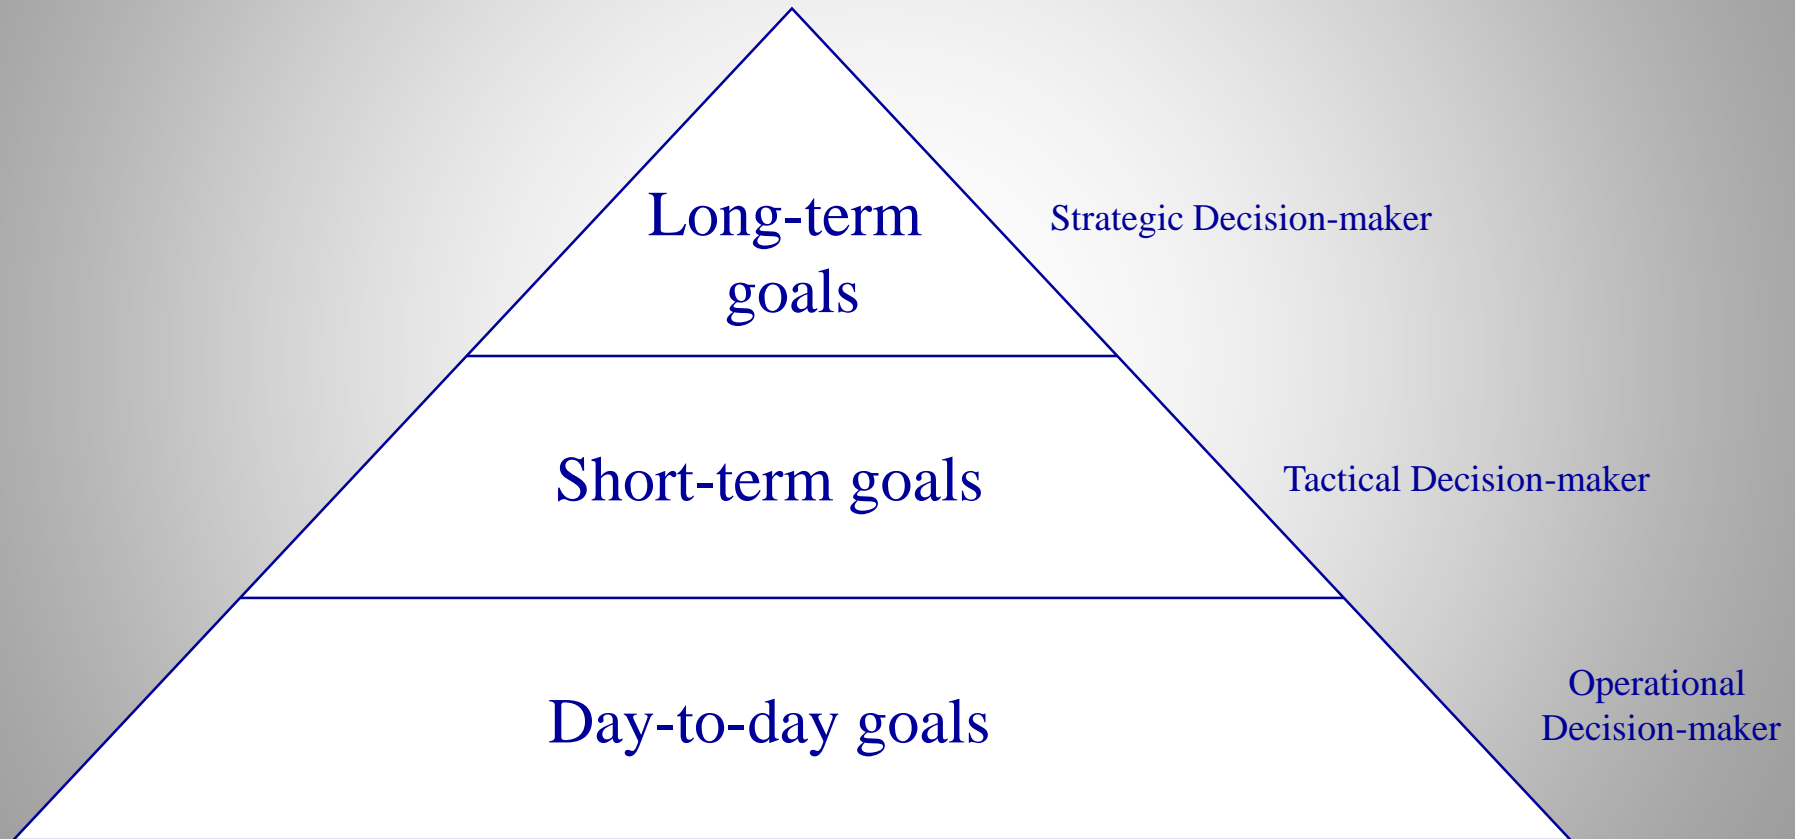 Long-term
goals
Strategic Decision-maker
Short-term goals
Tactical Decision-maker
Day-to-day goals
Operational
Decision-maker